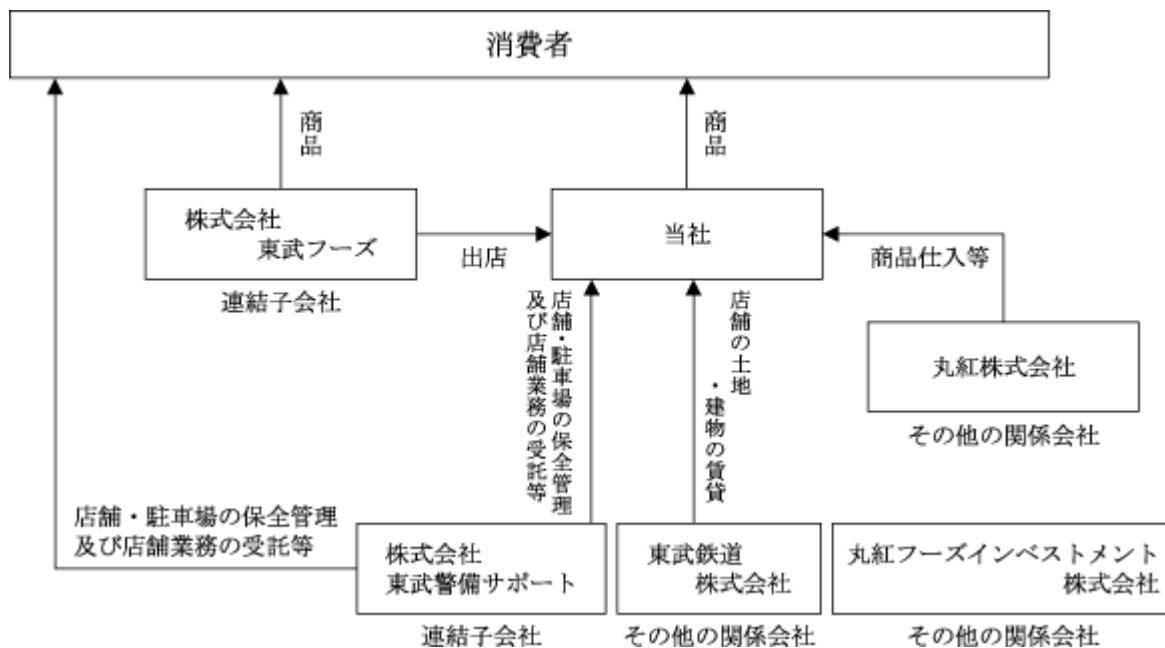 消費者
商品
商品
株式会社
東武フーズ
連結子会社
出店
当社
商品仕入等
丸紅株式会社
その他の関係会社
店舗・駐車場の保全管理
及び店舗業務の受託等
店舗の土地
・建物の賃貸
店舗・駐車場の保全管理
及び店舗業務の受託等
株式会社
東武警備サポート
連結子会社
東武鉄道
株式会社
その他の関係会社
丸紅フーズインベストメント
株式会社
その他の関係会社